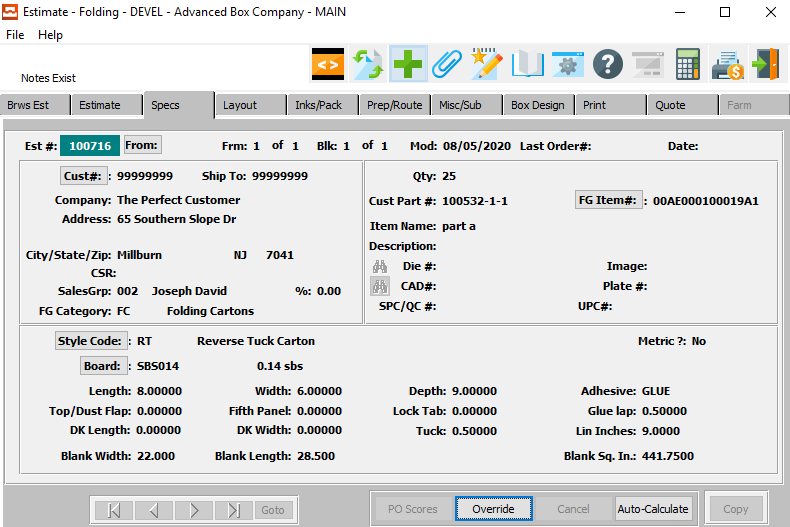 Estimate - Folding - DEVEL - Advanced Box Company - MAIN
File Help
Notes Exist
Brws Est Estimate Specs Layout Inks/Pack Prep/Route Misc/Sub Box Design Print Quote Farm
Est #: 100716 From: Frm: 1 of 1 Blk: 1 of 1 Mod: 08/05/2020 Last Order#: Date:
Cust#: : 99999999 Ship To: 99999999
Company: The Perfect Customer
Address: 65 Southern Slope Dr
City/State/Zip: Millburn NJ 7041
CSR:
SalesGrp: 002 Joseph David %: 0.00
FG Category: FC Folding Cartons
Qty: 25
Cust Part #: 100532-1-1 FG Item#: : 00AE000100019A1
Item Name: part a
Description:
Die #: Image:
CAD#: Plate #:
SPC/QC #: UPC#:
Style Code: : RT Reverse Tuck Carton Metric ?: No
Board: : SBS014 0.14 sbs
Length: 8.00000 Width: 6.00000 Depth: 9.00000 Adhesive: GLUE
Top/Dust Flap: 0.00000 Fifth Panel: 0.00000 Lock Tab: 0.00000 Glue lap: 0.50000
DK Length: 0.00000 DK Width: 0.00000 Tuck: 0.50000 Lin Inches: 9.0000
Blank Width: 22.000 Blank Length: 28.500 Blank Sq. In.: 441.7500
Goto PO Scores Override Cancel Auto-Calculate Copy